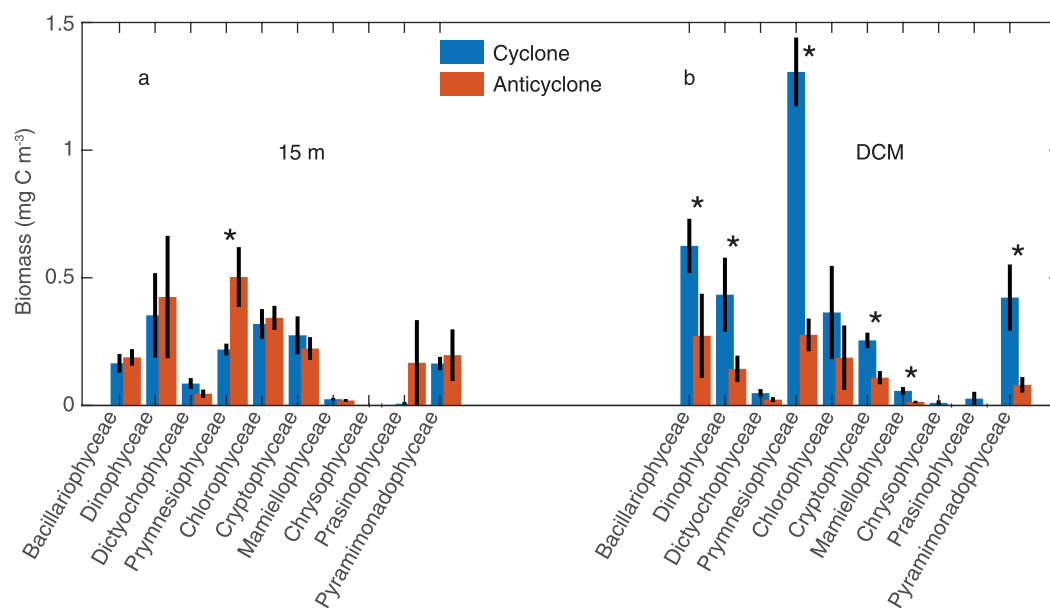 1.5
1
0.5
0
Biomass (mg C m⁻³)
a
15 m
*
Cyclone
Anticyclone
b
DCM
*
*
*
*
*
*
Bacillariophyceae
Dinophyceae
Dictyochophyceae
Prymnesiophyceae
Chlorophyceae
Cryptophyceae
Mamiellophyceae
Chrysophyceae
Prasinophyceae
Pyramimonadophyceae
Bacillariophyceae
Dinophyceae
Dictyochophyceae
Prymnesiophyceae
Chlorophyceae
Cryptophyceae
Mamiellophyceae
Chrysophyceae
Prasinophyceae
Pyramimonadophyceae